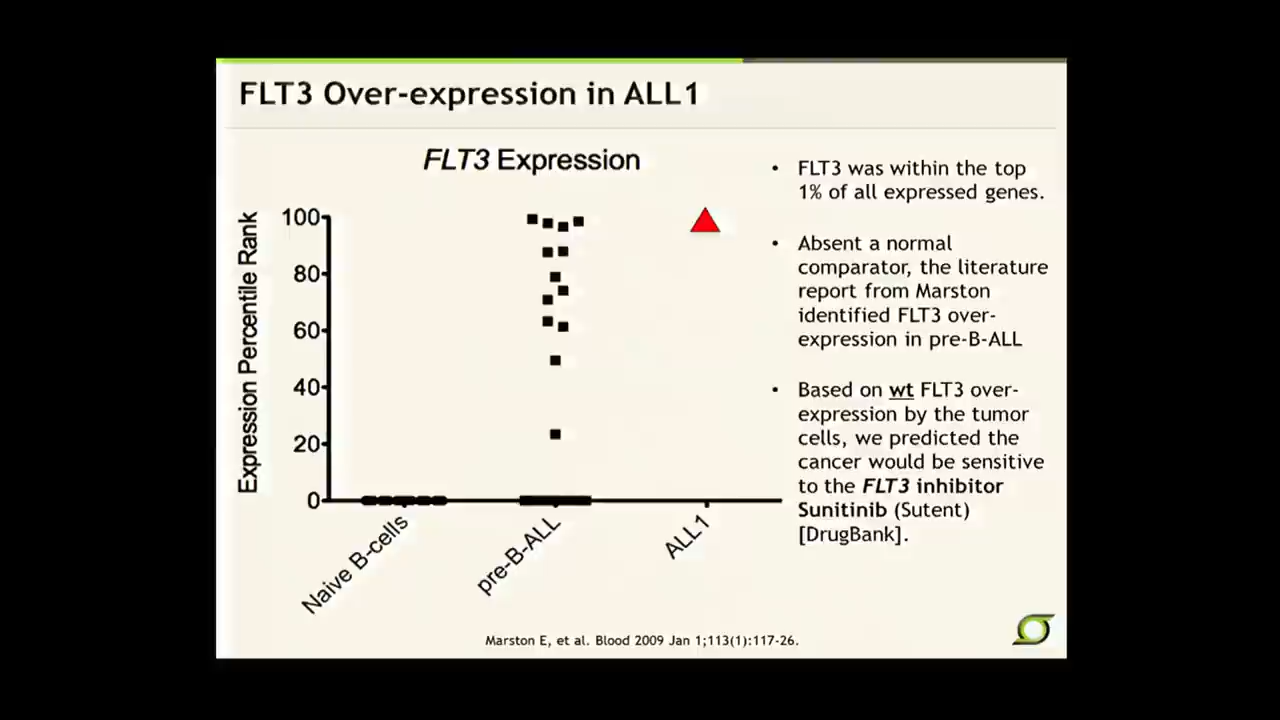 FLT3 Over-expression in ALL1
FLT3 Expression
Expression Percentile Rank
100
80
60
40
20
0
Naive B-cells
pre-B-ALL
ALL1
• FLT3 was within the top
1% of all expressed genes.
• Absent a normal
comparator, the literature
report from Marston
identified FLT3 over-
expression in pre-B-ALL
• Based on wt FLT3 over-
expression by the tumor
cells, we predicted the
cancer would be sensitive
to the FLT3 inhibitor
Sunitinib (Sutent)
[DrugBank].
Marston E, et al. Blood 2009 Jan 1;113(1):117-26.